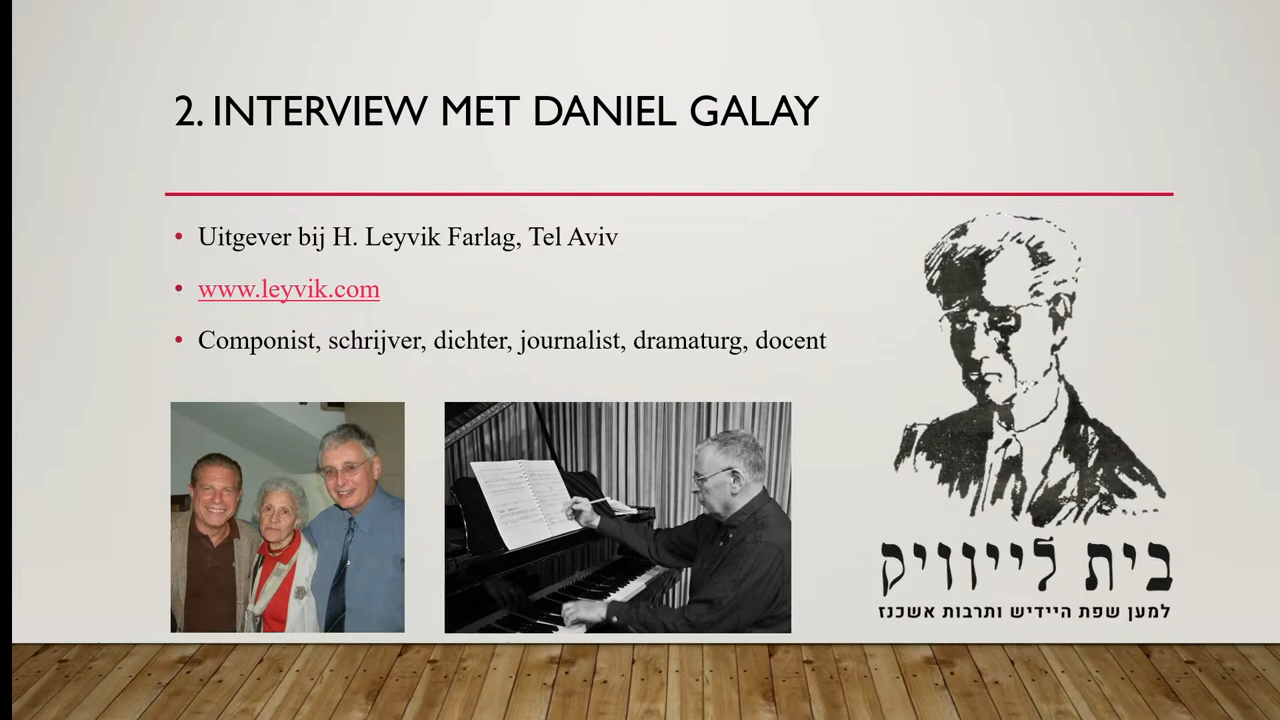 2. INTERVIEW MET DANIEL GALAY
• Uitgever bij H. Leyvik Farlag, Tel Aviv
• www.leyvik.com
• Componist, schrijver, dichter, journalist, dramaturg, docent
בית לייוויק
למען שפת היידיש ותרבות אשכנז